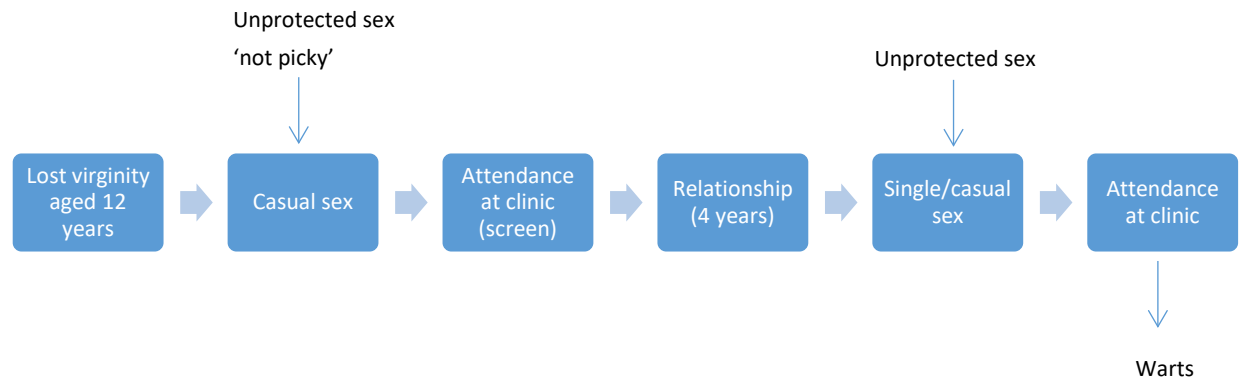 Unprotected sex
‘not picky’
Unprotected sex
Lost virginity
aged 12
years
Casual sex
Attendance
at clinic
(screen)
Relationship
(4 years)
Single/casual
sex
Attendance
at clinic
Warts